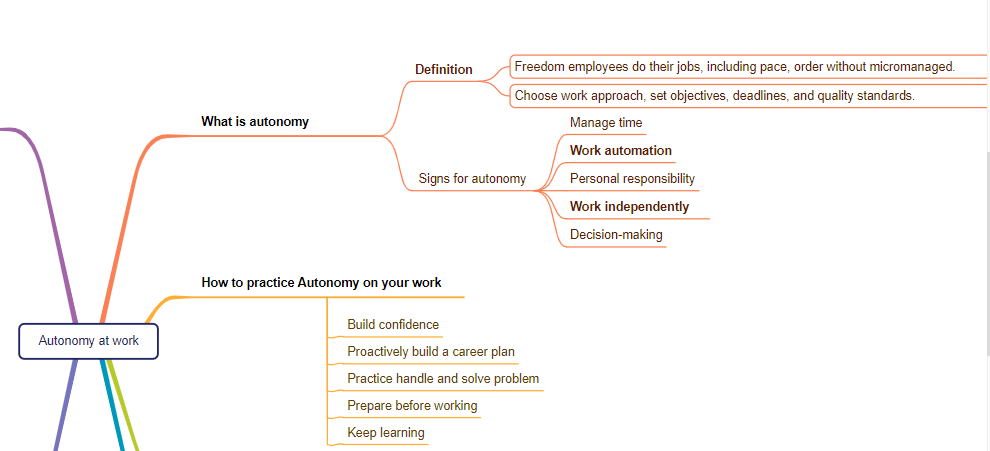 Definition
Freedom employees do their jobs, including pace, order without micromanaged.
Choose work approach, set objectives, deadlines, and quality standards.
What is autonomy
Signs for autonomy
Manage time
Work automation
Personal responsibility
Work independently
Decision-making
How to practice Autonomy on your work
Build confidence
Proactively build a career plan
Practice handle and solve problem
Prepare before working
Keep learning
Autonomy at work